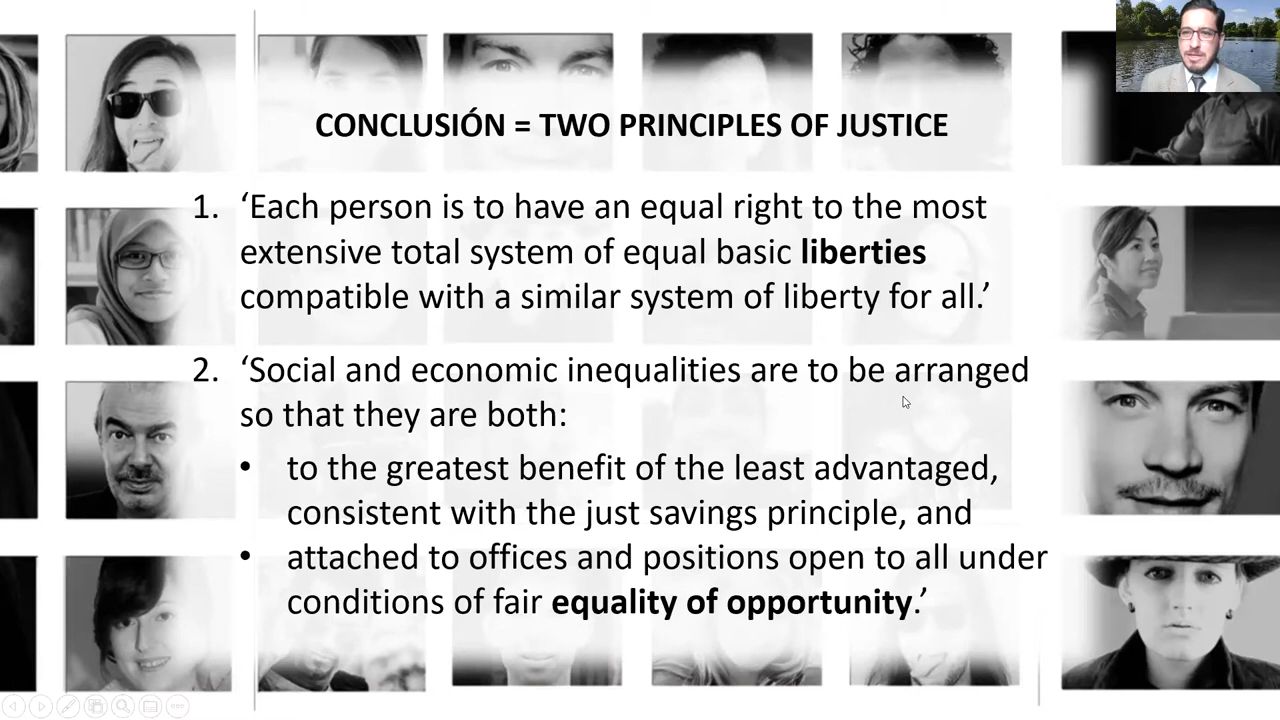 CONCLUSIÓN = TWO PRINCIPLES OF JUSTICE
1. ‘Each person is to have an equal right to the most
extensive total system of equal basic liberties
compatible with a similar system of liberty for all.’
2. ‘Social and economic inequalities are to be arranged
so that they are both:
• to the greatest benefit of the least advantaged,
consistent with the just savings principle, and
• attached to offices and positions open to all under
conditions of fair equality of opportunity.’